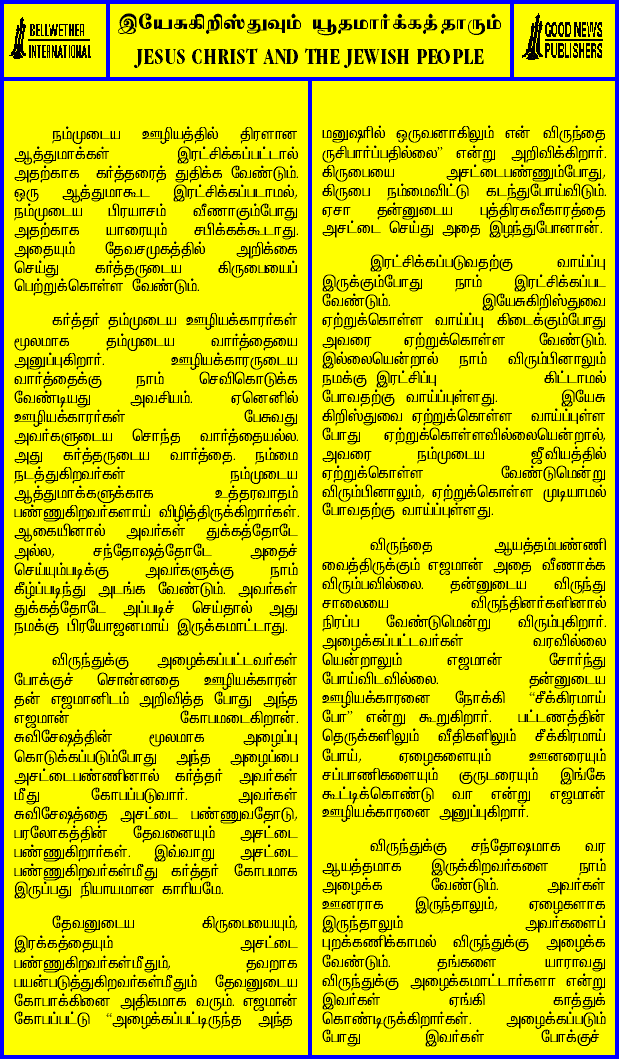 BELLWETHER
INTERNATIONAL
இயேசுகிறிஸ்துவும் யூதமார்க்கத்தாரும்
JESUS CHRIST AND THE JEWISH PEOPLE
GOOD NEWS
PUBLISHERS
நம்முடைய ஊழியத்தில் திரளான
ஆத்துமாக்கள் இரட்சிக்கப்பட்டால்
அதற்காக கர்த்தரைத் துதிக்க வேண்டும்.
ஒரு ஆத்துமாகூட இரட்சிக்கப்படாமல்,
நம்முடைய பிரயாசம் வீணாகும்போது
அதற்காக யாரையும் சபிக்கக்கூடாது.
அதையும் தேவசமுகத்தில் அறிக்கை
செய்து கர்த்தருடைய கிருபையைப்
பெற்றுக்கொள்ள வேண்டும்.
கர்த்தர் தம்முடைய ஊழியக்காரர்கள்
மூலமாக தம்முடைய வார்த்தையை
அனுப்புகிறார். ஊழியக்காரருடைய
வார்த்தைக்கு நாம் செவிகொடுக்க
வேண்டியது அவசியம். ஏனெனில்
ஊழியக்காரர்கள் பேசுவது
அவர்களுடைய சொந்த வார்த்தையல்ல.
அது கர்த்தருடைய வார்த்தை. நம்மை
நடத்துகிறவர்கள் நம்முடைய
ஆத்துமாக்களுக்காக உத்தரவாதம்
பண்ணுகிறவர்களாய் விழித்திருக்கிறார்கள்.
ஆகையினால் அவர்கள் துக்கத்தோடே
அல்ல, சந்தோஷத்தோடே அதைச்
செய்யும்படிக்கு அவர்களுக்கு நாம்
கீழ்ப்படிந்து அடங்க வேண்டும். அவர்கள்
துக்கத்தோடே அப்படிச் செய்தால் அது
நமக்கு பிரயோஜனமாய் இருக்கமாட்டாது.
விருந்துக்கு அழைக்கப்பட்டவர்கள்
போக்குச் சொன்னதை ஊழியக்காரன்
தன் எஜமானிடம் அறிவித்த போது அந்த
எஜமான் கோபமடைகிறான்.
சுவிசேஷத்தின் மூலமாக அழைப்பு
கொடுக்கப்படும்போது அந்த அழைப்பை
அசட்டைபண்ணினால் கர்த்தர் அவர்கள்
மீது கோபப்படுவார். அவர்கள்
சுவிசேஷத்தை அசட்டை பண்ணுவதோடு,
பரலோகத்தின் தேவனையும் அசட்டை
பண்ணுகிறார்கள். இவ்வாறு அசட்டை
பண்ணுகிறவர்கள்மீது கர்த்தர் கோபமாக
இருப்பது நியாயமான காரியமே.
தேவனுடைய கிருபையையும்,
இரக்கத்தையும் அசட்டை
பண்ணுகிறவர்கள்மீதும், தவறாக
பயன்படுத்துகிறவர்கள்மீதும் தேவனுடைய
கோபாக்கினை அதிகமாக வரும். எஜமான்
கோபப்பட்டு “அழைக்கப்பட்டிருந்த அந்த
மனுஷரில் ஒருவனாகிலும் என் விருந்தை
ருசிபார்ப்பதில்லை” என்று அறிவிக்கிறார்.
கிருபையை அசட்டைபண்ணும்போது,
கிருபை நம்மைவிட்டு கடந்துபோய்விடும்.
ஏசா தன்னுடைய புத்திரசுவீகாரத்தை
அசட்டை செய்து அதை இழந்துபோனான்.
இரட்சிக்கப்படுவதற்கு வாய்ப்பு
இருக்கும்போது நாம் இரட்சிக்கப்பட
வேண்டும். இயேசுகிறிஸ்துவை
ஏற்றுக்கொள்ள வாய்ப்பு கிடைக்கும்போது
அவரை ஏற்றுக்கொள்ள வேண்டும்.
இல்லையென்றால் நாம் விரும்பினாலும்
நமக்கு இரட்சிப்பு கிட்டாமல்
போவதற்கு வாய்ப்புள்ளது. இயேசு
கிறிஸ்துவை ஏற்றுக்கொள்ள வாய்ப்புள்ள
போது ஏற்றுக்கொள்ளவில்லையென்றால்,
அவரை நம்முடைய ஜீவியத்தில்
ஏற்றுக்கொள்ள வேண்டுமென்று
விரும்பினாலும், ஏற்றுக்கொள்ள முடியாமல்
போவதற்கு வாய்ப்புள்ளது.
விருந்தை ஆயத்தம்பண்ணி
வைத்திருக்கும் எஜமான் அதை வீணாக்க
விரும்பவில்லை. தன்னுடைய விருந்து
சாலையை விருந்தினர்களினால்
நிரப்ப வேண்டுமென்று விரும்புகிறார்.
அழைக்கப்பட்டவர்கள் வரவில்லை
யென்றாலும் எஜமான் சோர்ந்து
போய்விடவில்லை. தன்னுடைய
ஊழியக்காரனை நோக்கி “சீக்கிரமாய்
போ” என்று கூறுகிறார். பட்டணத்தின்
தெருக்களிலும் வீதிகளிலும் சீக்கிரமாய்
போய், ஏழைகளையும் ஊனரையும்
சப்பாணிகளையும் குருடரையும் இங்கே
கூட்டிக்கொண்டு வா என்று எஜமான்
ஊழியக்காரனை அனுப்புகிறார்.
விருந்துக்கு சந்தோஷமாக வர
ஆயத்தமாக இருக்கிறவர்களை நாம்
அழைக்க வேண்டும். அவர்கள்
ஊனராக இருந்தாலும், ஏழைகளாக
இருந்தாலும் அவர்களைப்
புறக்கணிக்காமல் விருந்துக்கு அழைக்க
வேண்டும். தங்களை யாராவது
விருந்துக்கு அழைக்கமாட்டார்களா என்று
இவர்கள் ஏங்கி காத்துக்
கொண்டிருக்கிறார்கள். அழைக்கப்படும்
போது இவர்கள் போக்குச்